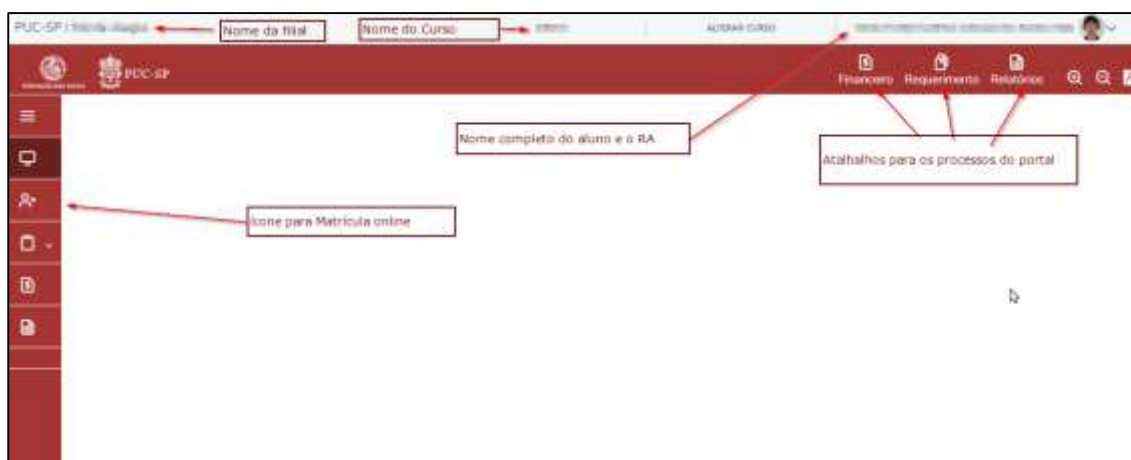 PUC-SP /
Nome da filial
Nome do Curso
ALTERAR CURSO
PUC-SP
Financeiro
Requerimento
Relatórios
Nome completo do aluno e o RA
Atalhalhos para os processos do portal
Ícone para Matrícula online